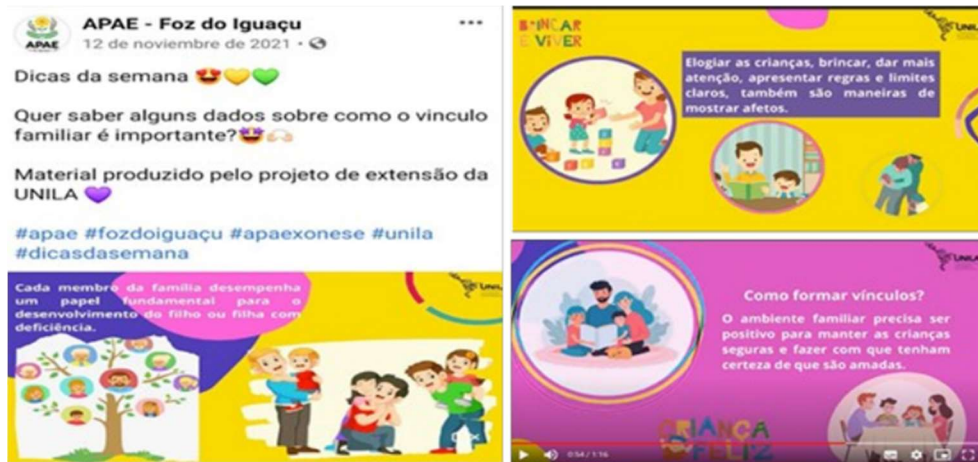 APAE - Foz do Iguaçu
APAE
12 de noviembre de 2021 ·
Dicas da semana 🤩💛💚
Quer saber alguns dados sobre como o vinculo
familiar é importante?🤩🫶🏻
Material produzido pelo projeto de extensão da
UNILA 💜
#apae #fozdoiguaçu #apaexonese #unila
#dicasdasemana
Cada membro da família desempenha
um papel fundamental para o
desenvolvimento do filho ou filha com
deficiência.
UNILA
BRINCAR
E VIVER
UNILA
Elogiar as crianças, brincar, dar mais
atenção, apresentar regras e limites
claros, também são maneiras de
mostrar afetos.
UNILA
Como formar vínculos?
O ambiente familiar precisa ser
positivo para manter as crianças
seguras e fazer com que tenham
certeza de que são amadas.
CRIANÇA
FELIZ
0:54 / 1:16